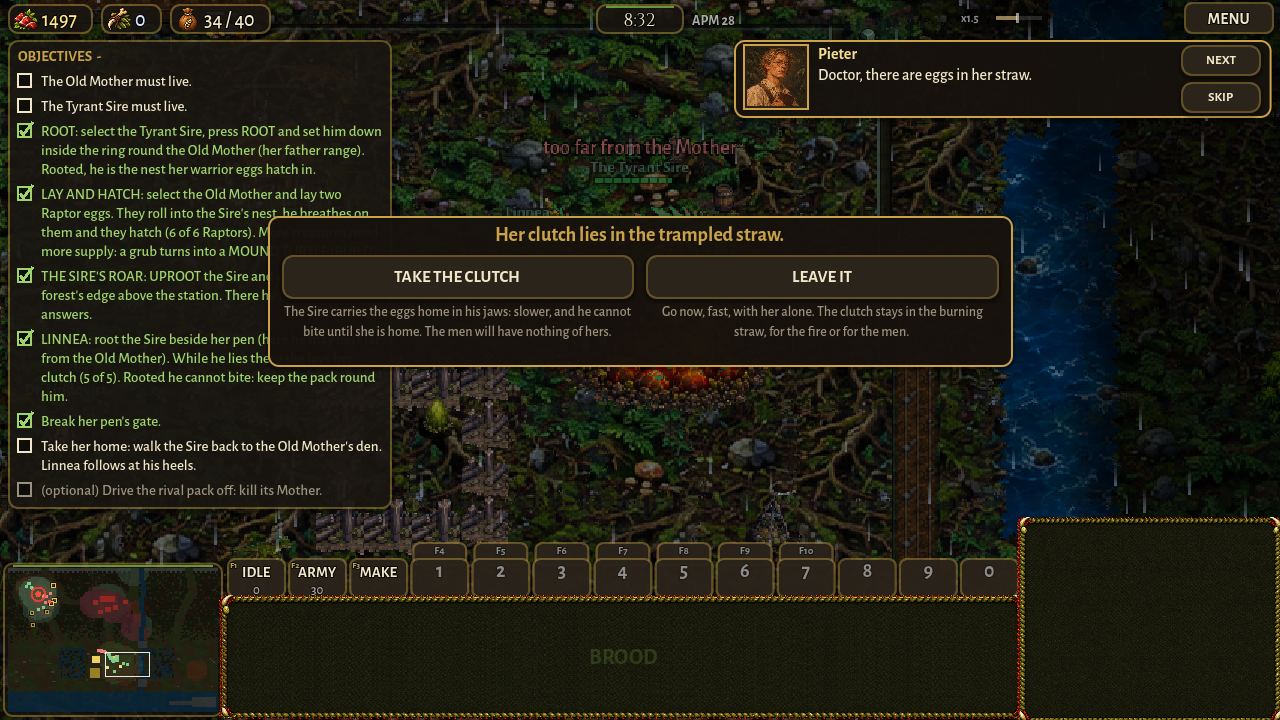 1497
0
34 / 40
8:32
APM 28
x1.5
MENU
OBJECTIVES -
The Old Mother must live.
The Tyrant Sire must live.
ROOT: select the Tyrant Sire, press ROOT and set him down
inside the ring round the Old Mother (her father range).
Rooted, he is the nest her warrior eggs hatch in.
LAY AND HATCH: select the Old Mother and lay two
Raptor eggs. They roll into the Sire's nest, he breathes on
them and they hatch (6 of 6 Raptors).
more supply: a grub turns into a MOUN
THE SIRE'S ROAR: UPROOT the Sire and
forest's edge above the station. There h
answers.
LINNEA: root the Sire beside her pen (h
from the Old Mother). While he lies the
clutch (5 of 5). Rooted he cannot bite: keep the pack round
him.
Break her pen's gate.
Take her home: walk the Sire back to the Old Mother's den.
Linnea follows at his heels.
(optional) Drive the rival pack off: kill its Mother.
Pieter
Doctor, there are eggs in her straw.
NEXT
SKIP
too far from the Mother
The Tyrant Sire
Linnea
Her clutch lies in the trampled straw.
TAKE THE CLUTCH
LEAVE IT
The Sire carries the eggs home in his jaws: slower, and he cannot
bite until she is home. The men will have nothing of hers.
Go now, fast, with her alone. The clutch stays in the burning
straw, for the fire or for the men.
F1 IDLE 0
F2 ARMY 30
F3 MAKE
F4 F5 F6 F7 F8 F9 F10
1 2 3 4 5 6 7 8 9 0
BROOD